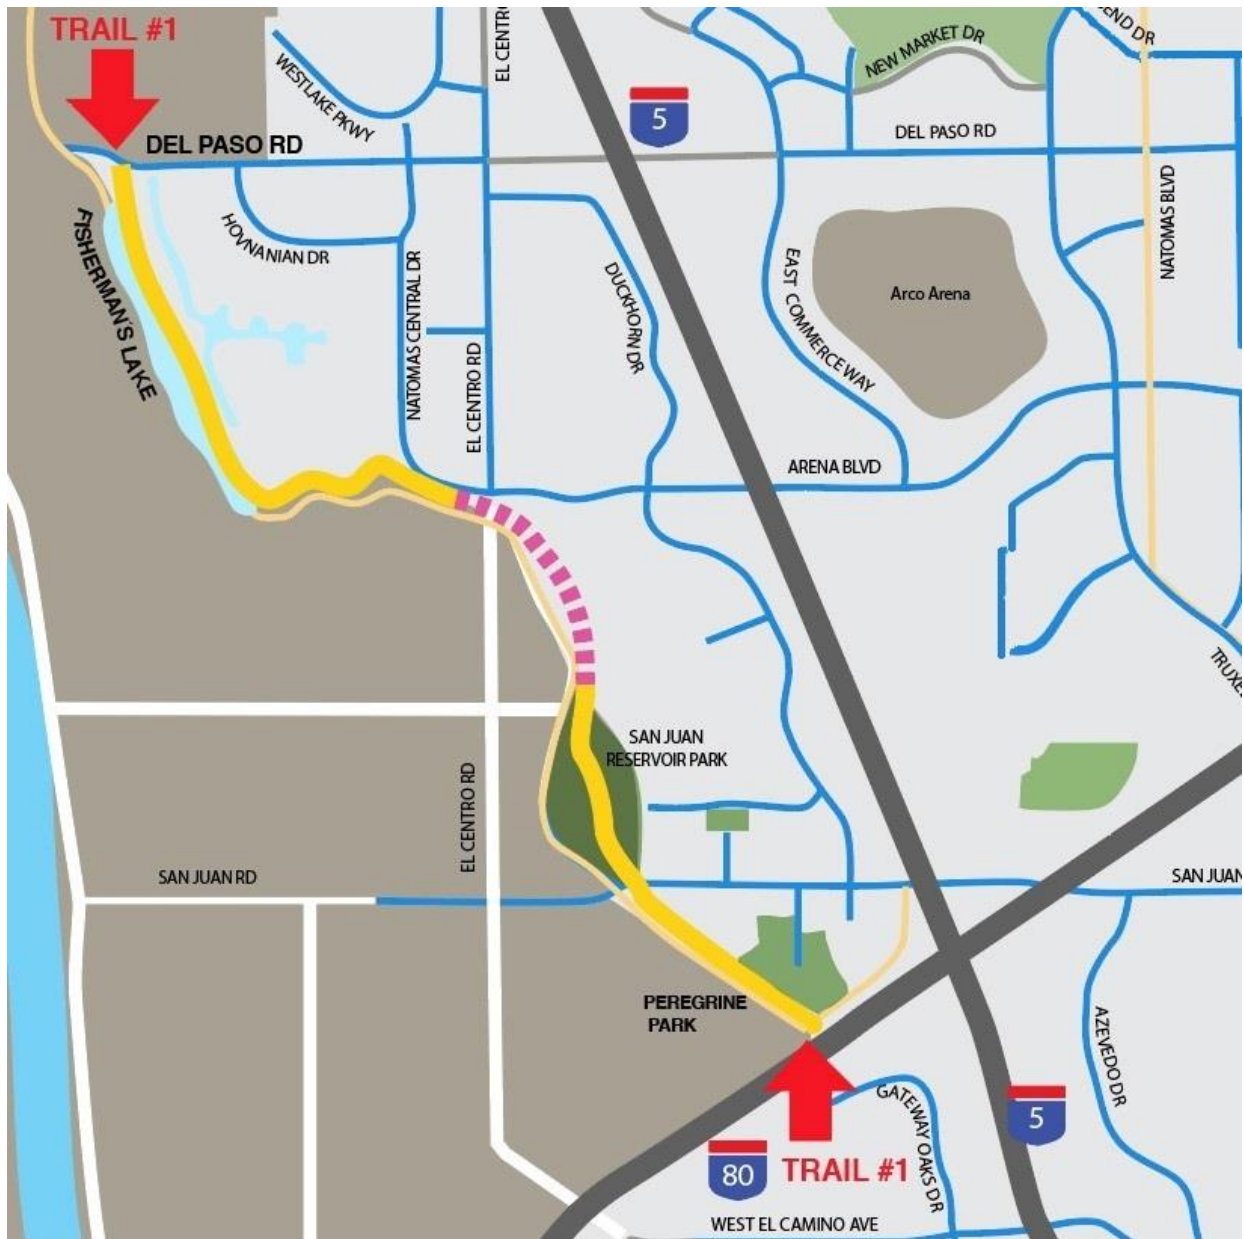 TRAIL #1
EL CENTRO
BEND DR
NEW MARKET DR
WESTLAKE PKWY
5
DEL PASO RD
DEL PASO RD
NATOMAS BLVD
FISHERMAN'S LAKE
HOVNANIAN DR
NATOMAS CENTRAL DR
DUCKHORN DR
EAST COMMERCE WAY
Arco Arena
EL CENTRO RD
ARENA BLVD
TRUXE
SAN JUAN
RESERVOIR PARK
EL CENTRO RD
SAN JUAN RD
SAN JUAN
PEREGRINE
PARK
AZEVEDO DR
GATEWAY OAKS DR
5
80
TRAIL #1
WEST EL CAMINO AVE